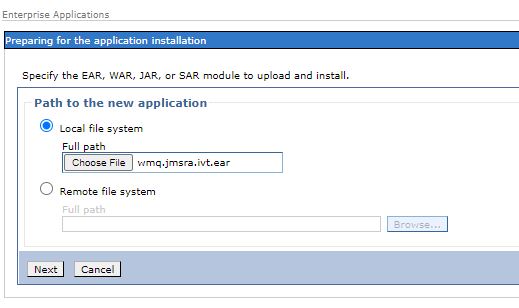 Enterprise Applications
Preparing for the application installation
Specify the EAR, WAR, JAR, or SAR module to upload and install.
Path to the new application
Local file system
Full path
Choose File wmq.jmsra.ivt.ear
Remote file system
Full path
Browse...
Next Cancel